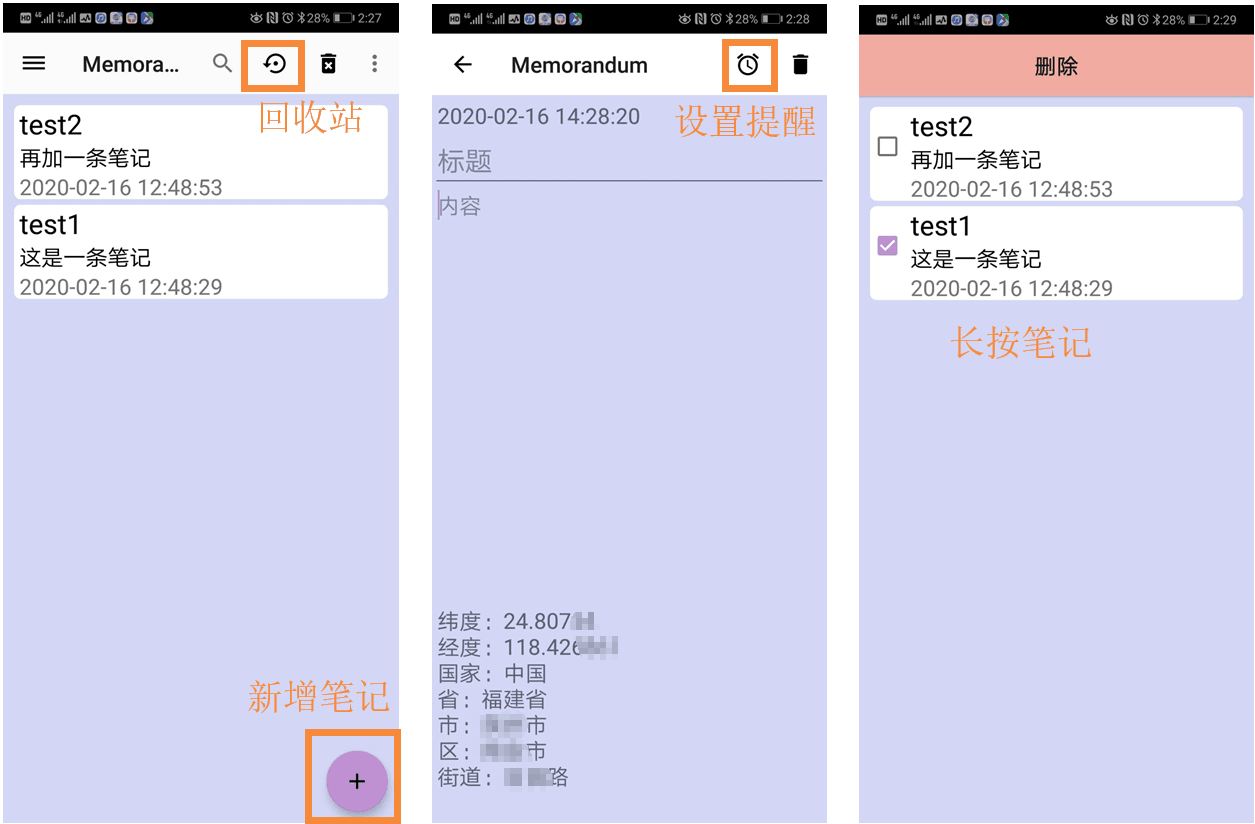 28% 2:27
Memora...
回收站
test2
再加一条笔记
2020-02-16 12:48:53
test1
这是一条笔记
2020-02-16 12:48:29
新增笔记
+
28% 2:28
Memorandum
2020-02-16 14:28:20
设置提醒
标题
内容
纬度：24.807
经度：118.426
国家：中国
省：福建省
市：市
区：市
街道：路
28% 2:29
删除
test2
再加一条笔记
2020-02-16 12:48:53
test1
这是一条笔记
2020-02-16 12:48:29
长按笔记